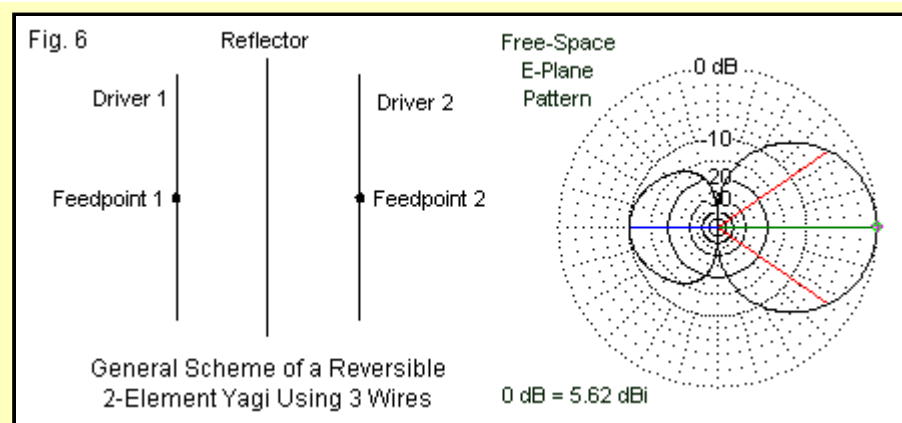 Fig. 6
Reflector
Driver 1
Driver 2
Feedpoint 1
Feedpoint 2
General Scheme of a Reversible
2-Element Yagi Using 3 Wires
Free-Space
E-Plane
Pattern
0 dB
-10
-20
-30
0 dB = 5.62 dBi